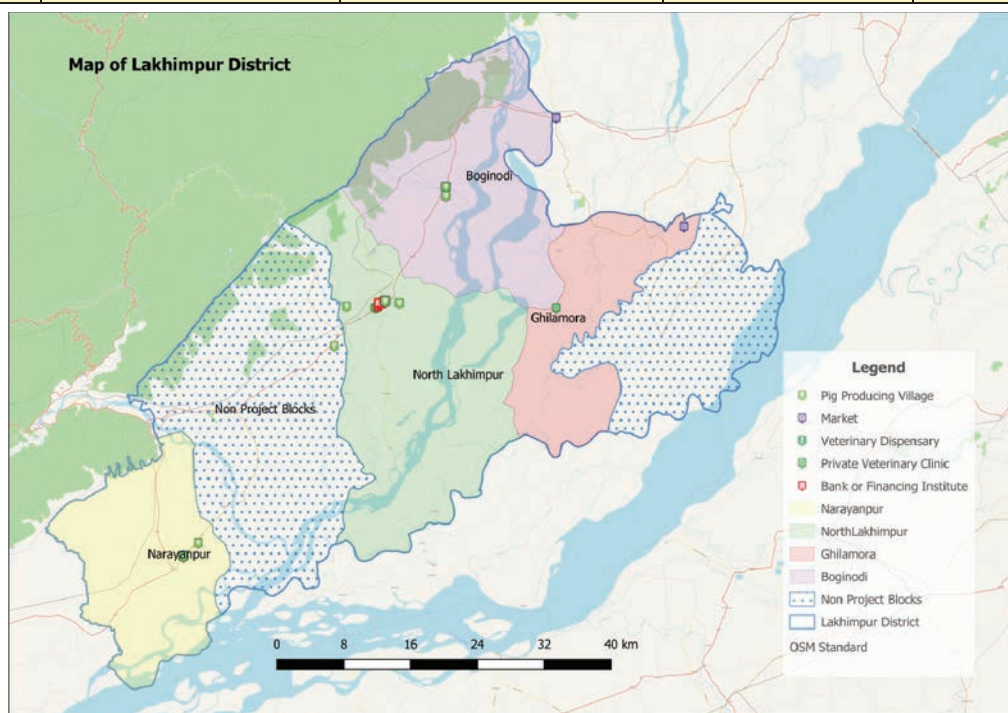 Map of Lakhimpur District
Boginodi
Ghilamora
North Lakhimpur
Non Project Blocks
Narayanpur
Legend
Pig Producing Village
Market
Veterinary Dispensary
Private Veterinary Clinic
Bank or Financing Institute
Narayanpur
NorthLakhimpur
Ghilamora
Boginodi
Non Project Blocks
Lakhimpur District
OSM Standard
0 8 16 24 32 40 km